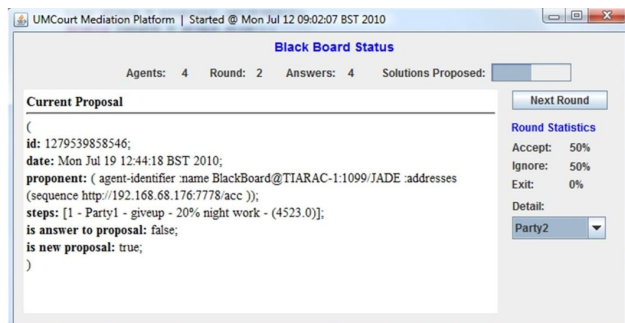 UMCourt Mediation Platform | Started @ Mon Jul 12 09:02:07 BST 2010
Black Board Status
Agents: 4 Round: 2 Answers: 4 Solutions Proposed:
Current Proposal
(
id: 1279539858546;
date: Mon Jul 19 12:44:18 BST 2010;
proponent: ( agent-identifier :name BlackBoard@TIARAC-1:1099/JADE :addresses
(sequence http://192.168.68.176:7778/acc ));
steps: [1 - Party1 - giveup - 20% night work - (4523.0)];
is answer to proposal: false;
is new proposal: true;
)
Next Round
Round Statistics
Accept: 50%
Ignore: 50%
Exit: 0%
Detail:
Party2